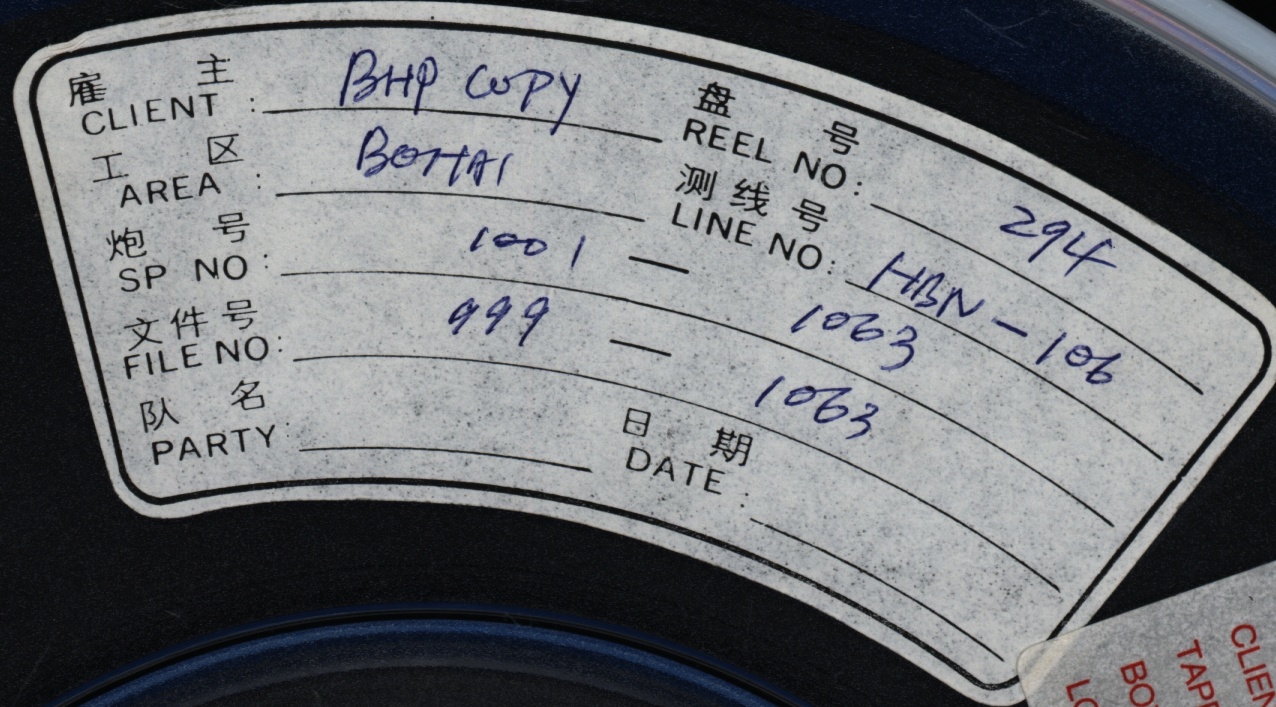 雇 主
CLIENT : BHP COPY
盘 号
REEL NO: 294
工 区
AREA : BOHAI
测线号
LINE NO: HBN-106
炮 号
SP NO: 1001 — 1063
文件号
FILE NO: 999 — 1063
队 名
PARTY:
日 期
DATE:
CLIEN
TAP
BO
LO